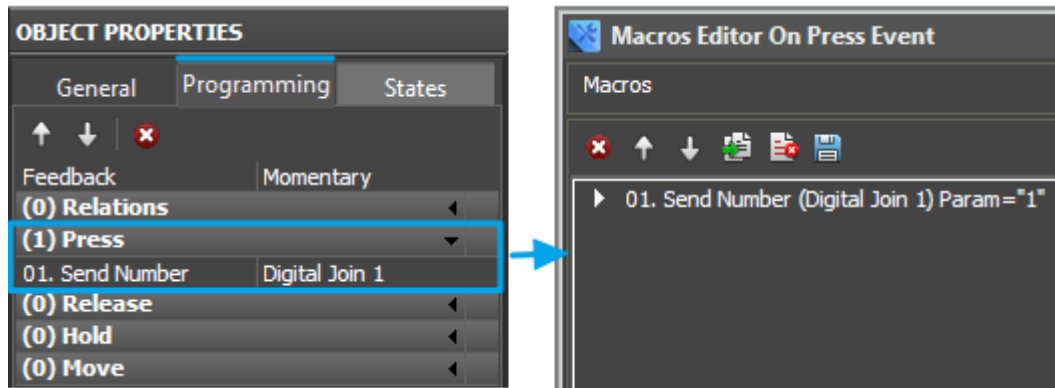 OBJECT PROPERTIES
General Programming States
Feedback Momentary
(0) Relations
(1) Press
01. Send Number Digital Join 1
(0) Release
(0) Hold
(0) Move
Macros Editor On Press Event
Macros
01. Send Number (Digital Join 1) Param="1"